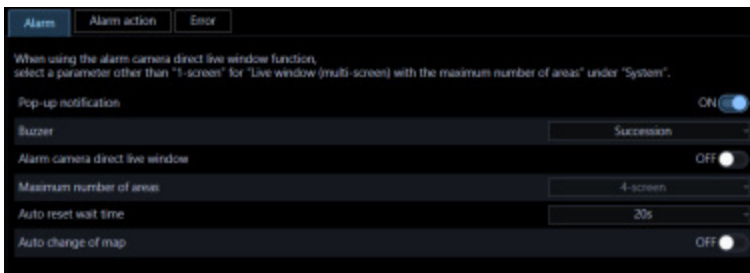 Alarm Alarm action Error
When using the alarm camera direct live window function,
select a parameter other than "1-screen" for "Live window (multi-screen) with the maximum number of areas" under "System".
Pop-up notification ON
Buzzer Succession
Alarm camera direct live window OFF
Maximum number of areas 4-screen
Auto reset wait time 20s
Auto change of map OFF